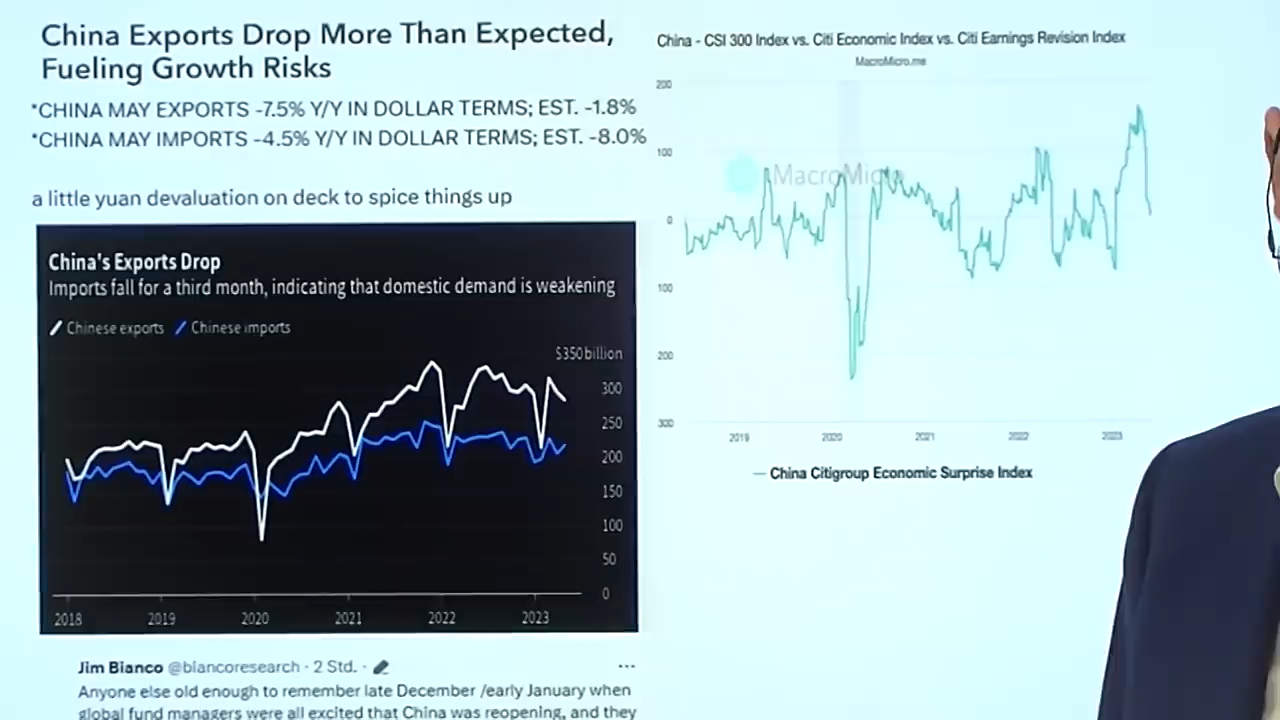 China Exports Drop More Than Expected,
Fueling Growth Risks
*CHINA MAY EXPORTS -7.5% Y/Y IN DOLLAR TERMS; EST. -1.8%
*CHINA MAY IMPORTS -4.5% Y/Y IN DOLLAR TERMS; EST. -8.0%
a little yuan devaluation on deck to spice things up
China's Exports Drop
Imports fall for a third month, indicating that domestic demand is weakening
Chinese exports Chinese imports
$350 billion
300
250
200
150
100
50
0
2018 2019 2020 2021 2022 2023
Jim Bianco @biancoresearch · 2 Std. ·
Anyone else old enough to remember late December /early January when
global fund managers were all excited that China was reopening, and they
China - CSI 300 Index vs. Citi Economic Index vs. Citi Earnings Revision Index
MacroMicro.me
200
100
MacroMicro
0
100
200
300
2019 2020 2021 2022 2023
China Citigroup Economic Surprise Index